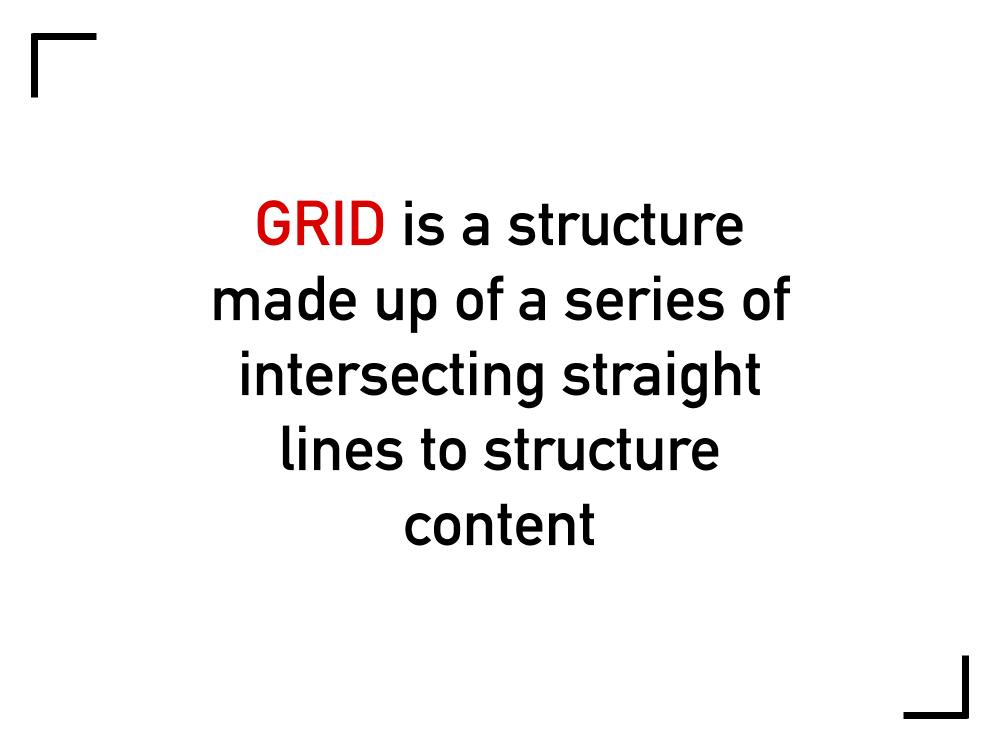 GRID is a structure
made up of a series of
intersecting straight
lines to structure
content